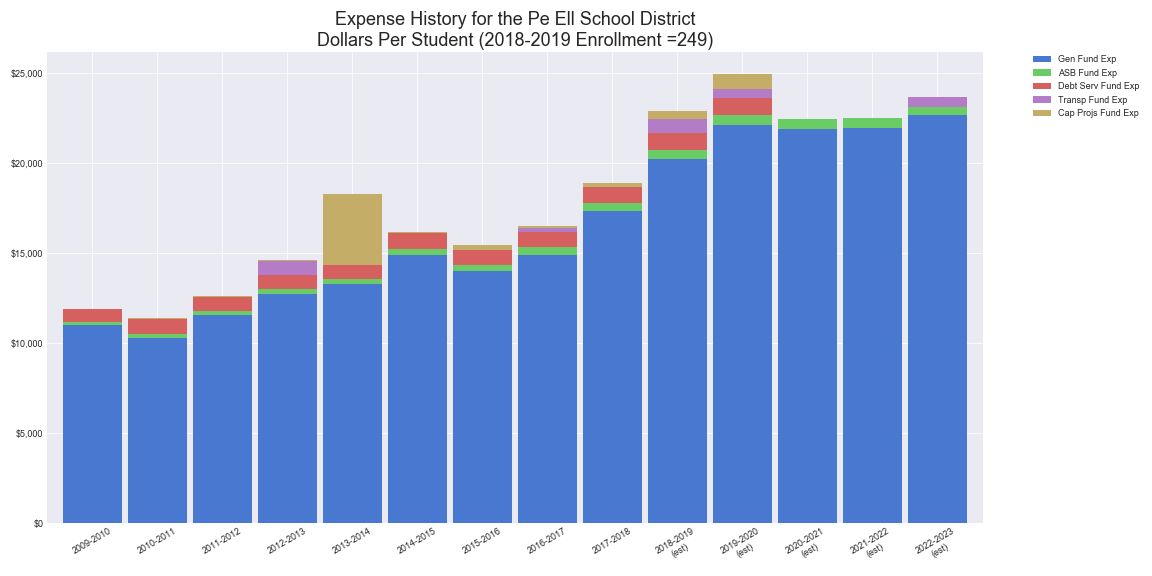 Expense History for the Pe Ell School District
Dollars Per Student (2018-2019 Enrollment =249)
Gen Fund Exp
ASB Fund Exp
Debt Serv Fund Exp
Transp Fund Exp
Cap Projs Fund Exp
$25,000
$20,000
$15,000
$10,000
$5,000
$0
2009-2010
2010-2011
2011-2012
2012-2013
2013-2014
2014-2015
2015-2016
2016-2017
2017-2018
2018-2019
(est)
2019-2020
(est)
2020-2021
(est)
2021-2022
(est)
2022-2023
(est)